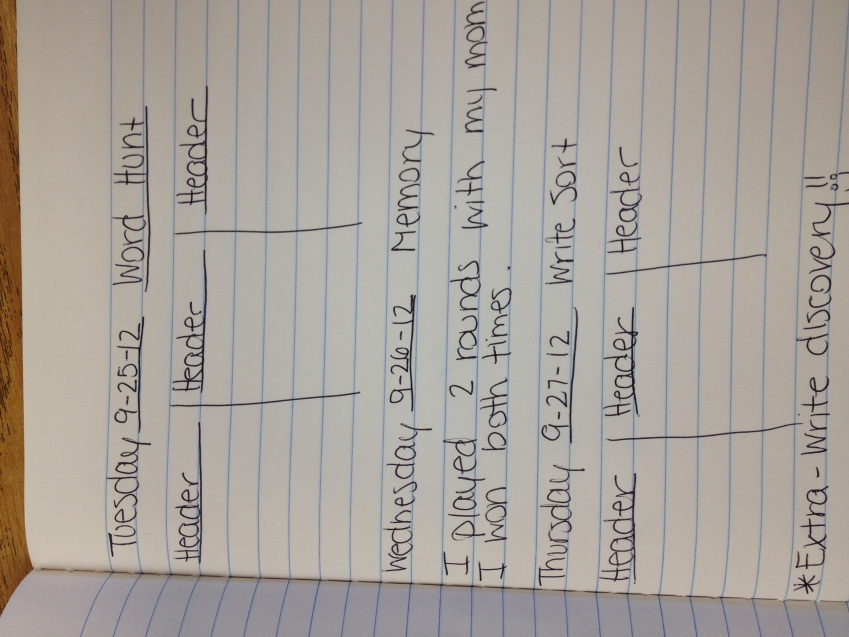 Tuesday 9-25-12 Word Hunt
Header Header Header
Wednesday 9-26-12 Memory
I played 2 rounds with my mom
I won both times.
Thursday 9-27-12 Write Sort
Header Header Header
*Extra-Write discovery!!